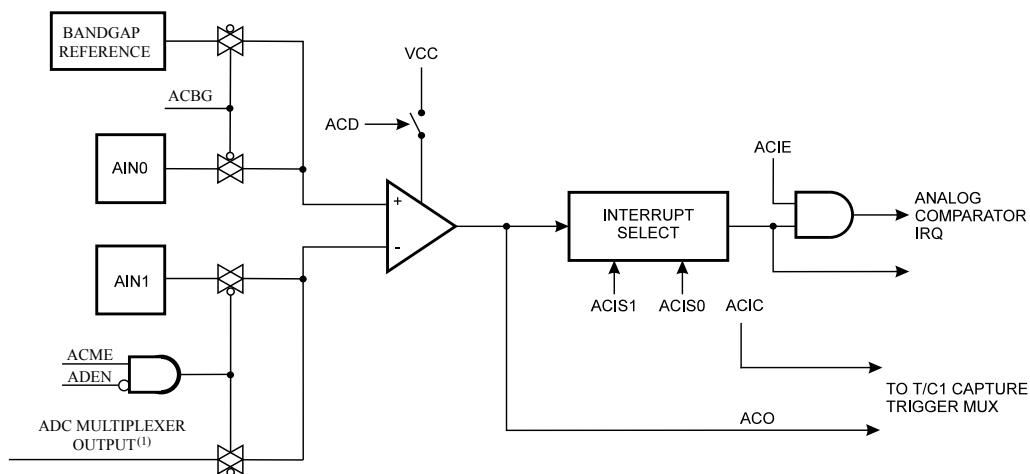 BANDGAP
REFERENCE
VCC
ACBG
ACD
AIN0
ACIE
+
-
INTERRUPT
SELECT
ANALOG
COMPARATOR
IRQ
AIN1
ACIS1
ACIS0
ACIC
ACME
ADEN
TO T/C1 CAPTURE
TRIGGER MUX
ACO
ADC MULTIPLEXER
OUTPUT(1)